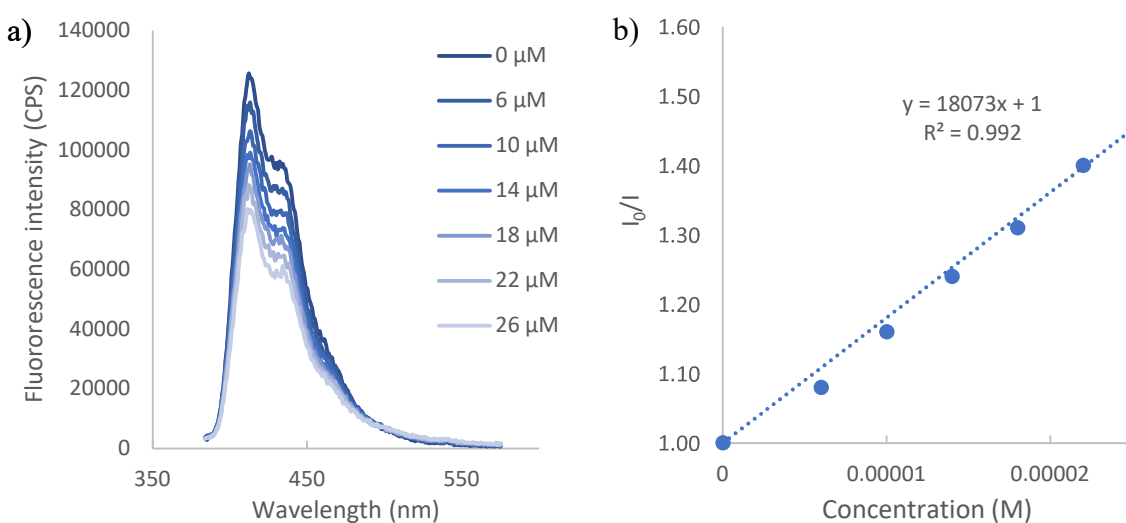 a)
Fluororescence intensity (CPS)
140000
120000
100000
80000
60000
40000
20000
0
350
450
550
Wavelength (nm)
0 µM
6 µM
10 µM
14 µM
18 µM
22 µM
26 µM
b)
I₀/I
1.60
1.50
1.40
1.30
1.20
1.10
1.00
y = 18073x + 1
R² = 0.992
0
0.00001
0.00002
Concentration (M)